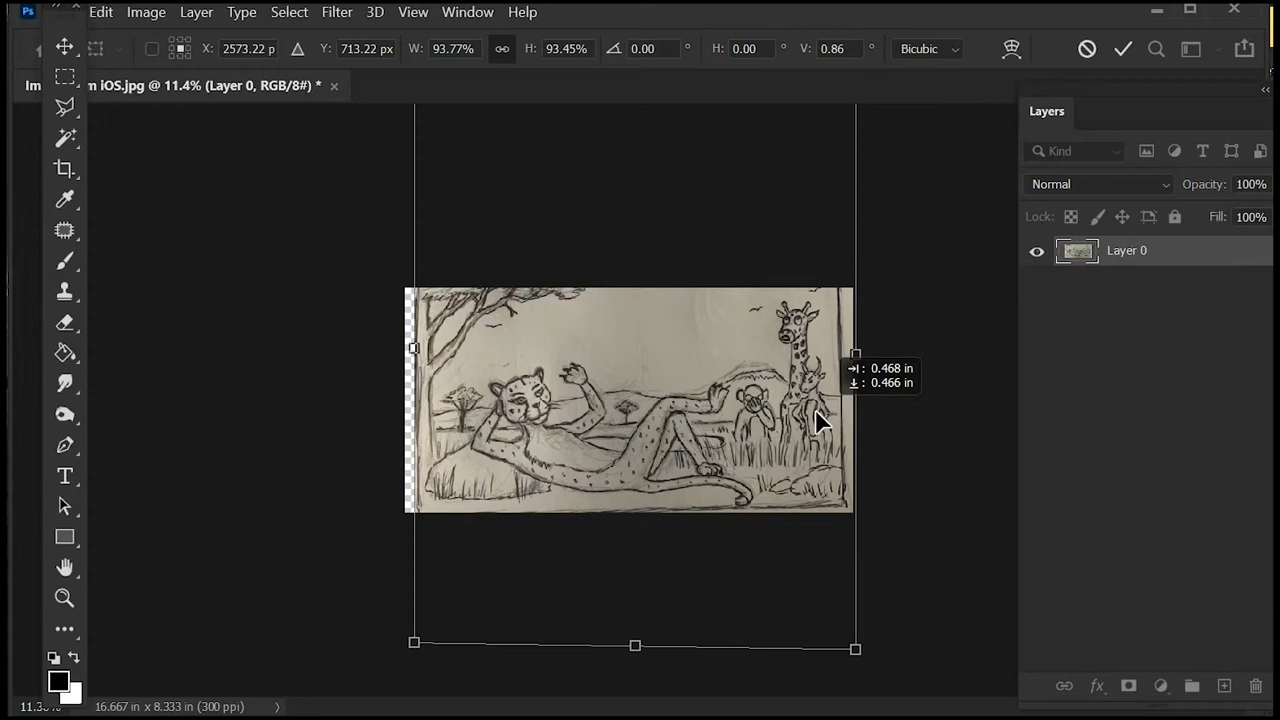 Ps Edit Image Layer Type Select Filter 3D View Window Help
X: 2573.22 p Y: 713.22 px W: 93.77% H: 93.45% 0.00 ° H: 0.00 ° V: 0.86 ° Bicubic
iOS.jpg @ 11.4% (Layer 0, RGB/8#) * ×
Layers
Kind
Normal Opacity: 100%
Lock: Fill: 100%
Layer 0
: 0.468 in
: 0.466 in
16.667 in x 8.333 in (300 ppi)